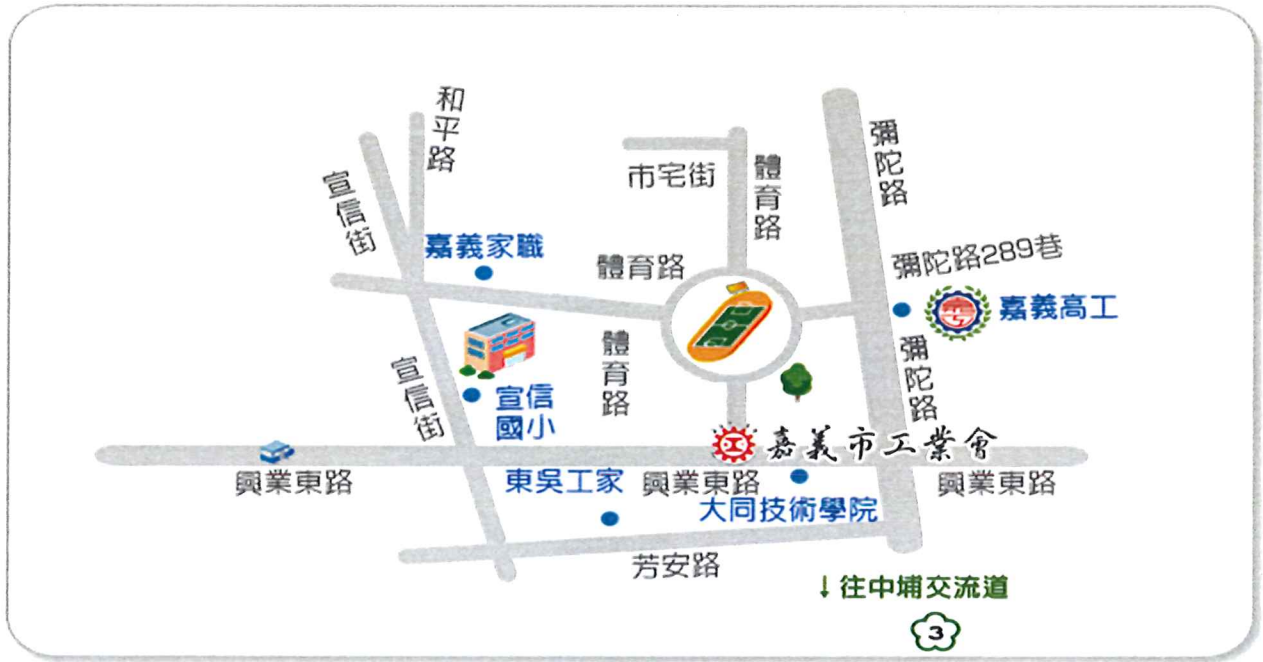 和平路
宣信街
市宅街
體育路
彌陀路
嘉義家職
體育路
彌陀路289巷
嘉義高工
體育路
彌陀路
宣信街
宣信
國小
嘉義市工業會
興業東路
東吳工家
興業東路
興業東路
大同技術學院
芳安路
↓往中埔交流道
3